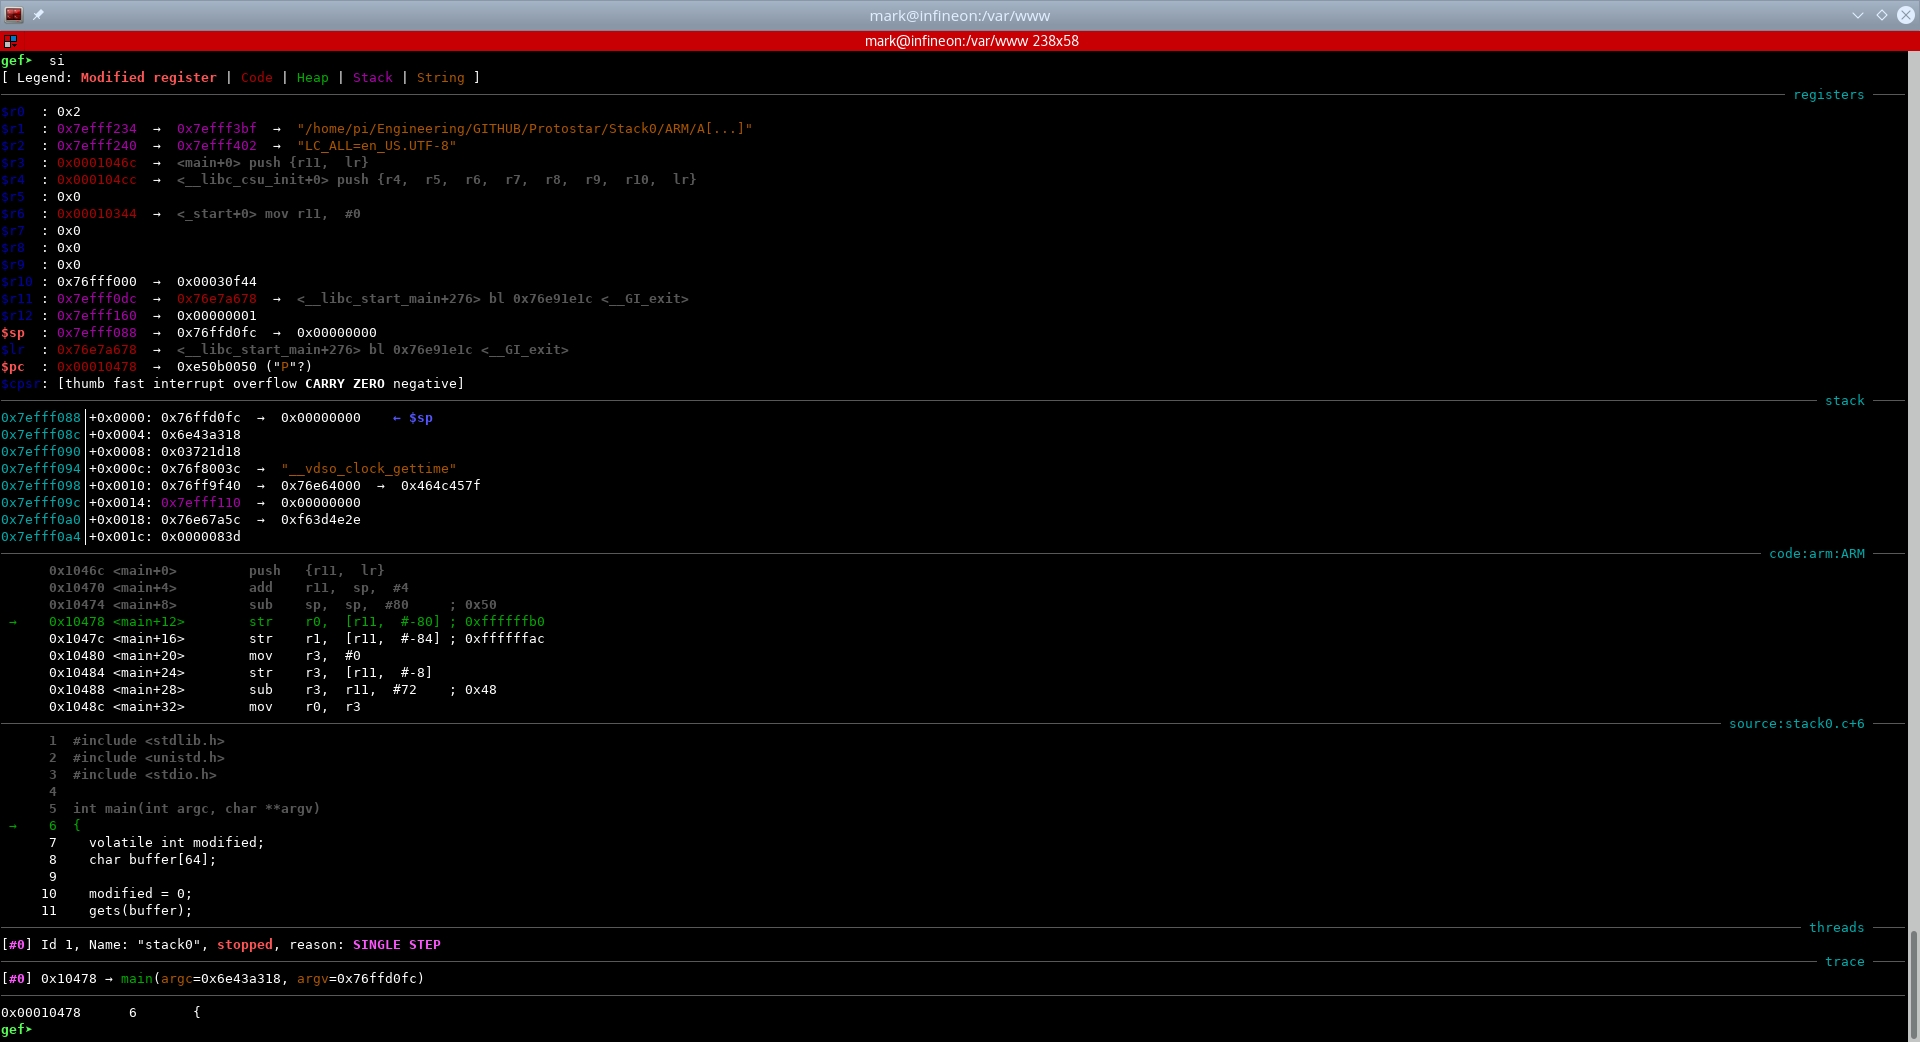 mark@infineon:/var/www
mark@infineon:/var/www 238x58
gef➤  si
[ Legend: Modified register | Code | Heap | Stack | String ]
registers
$r0  : 0x2
$r1  : 0x7efff234  →  0x7efff3bf  →  "/home/pi/Engineering/GITHUB/Protostar/Stack0/ARM/A[...]"
$r2  : 0x7efff240  →  0x7efff402  →  "LC_ALL=en_US.UTF-8"
$r3  : 0x0001046c  →  <main+0> push {r11,  lr}
$r4  : 0x000104cc  →  <__libc_csu_init+0> push {r4,  r5,  r6,  r7,  r8,  r9,  r10,  lr}
$r5  : 0x0
$r6  : 0x00010344  →  <_start+0> mov r11,  #0
$r7  : 0x0
$r8  : 0x0
$r9  : 0x0
$r10 : 0x76fff000  →  0x00030f44
$r11 : 0x7efff0dc  →  0x76e7a678  →  <__libc_start_main+276> bl 0x76e91e1c <__GI_exit>
$r12 : 0x7efff160  →  0x00000001
$sp  : 0x7efff088  →  0x76ffd0fc  →  0x00000000
$lr  : 0x76e7a678  →  <__libc_start_main+276> bl 0x76e91e1c <__GI_exit>
$pc  : 0x00010478  →  0xe50b0050 ("P"?)
$cpsr: [thumb fast interrupt overflow CARRY ZERO negative]
stack
0x7efff088│+0x0000: 0x76ffd0fc  →  0x00000000    ← $sp
0x7efff08c│+0x0004: 0x6e43a318
0x7efff090│+0x0008: 0x03721d18
0x7efff094│+0x000c: 0x76f8003c  →  "__vdso_clock_gettime"
0x7efff098│+0x0010: 0x76ff9f40  →  0x76e64000  →  0x464c457f
0x7efff09c│+0x0014: 0x7efff110  →  0x00000000
0x7efff0a0│+0x0018: 0x76e67a5c  →  0xf63d4e2e
0x7efff0a4│+0x001c: 0x0000083d
code:arm:ARM
0x1046c <main+0>         push   {r11,  lr}
0x10470 <main+4>         add    r11,  sp,  #4
0x10474 <main+8>         sub    sp,  sp,  #80     ; 0x50
→    0x10478 <main+12>        str    r0,  [r11,  #-80] ; 0xffffffb0
0x1047c <main+16>        str    r1,  [r11,  #-84] ; 0xffffffac
0x10480 <main+20>        mov    r3,  #0
0x10484 <main+24>        str    r3,  [r11,  #-8]
0x10488 <main+28>        sub    r3,  r11,  #72    ; 0x48
0x1048c <main+32>        mov    r0,  r3
source:stack0.c+6
1  #include <stdlib.h>
2  #include <unistd.h>
3  #include <stdio.h>
4
5  int main(int argc, char **argv)
→    6  {
7    volatile int modified;
8    char buffer[64];
9
10    modified = 0;
11    gets(buffer);
threads
[#0] Id 1, Name: "stack0", stopped, reason: SINGLE STEP
trace
[#0] 0x10478 → main(argc=0x6e43a318, argv=0x76ffd0fc)
0x00010478      6       {
gef➤